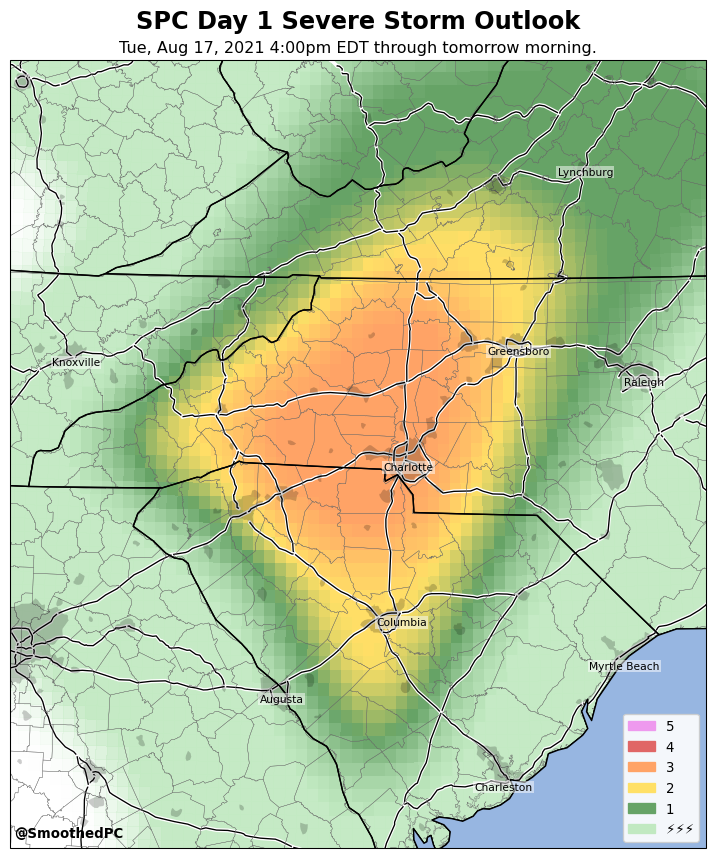 SPC Day 1 Severe Storm Outlook
Tue, Aug 17, 2021 4:00pm EDT through tomorrow morning.
Lynchburg
Greensboro
Knoxville
Raleigh
Charlotte
Columbia
Myrtle Beach
Augusta
Charleston
5
4
3
2
1
⚡⚡⚡
@SmoothedPC